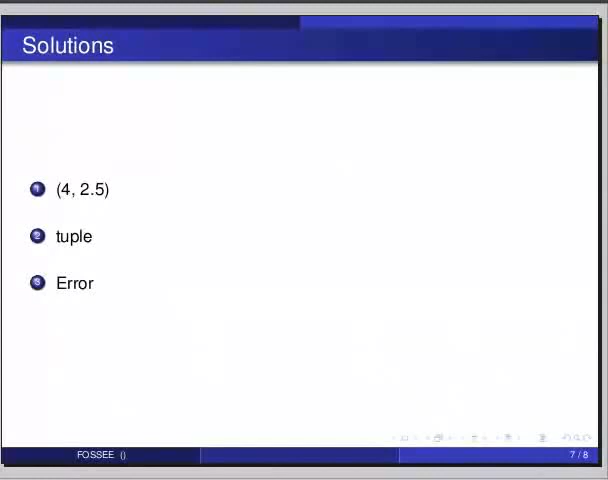 Solutions
1 (4, 2.5)
2 tuple
3 Error
FOSSEE ()
7 / 8